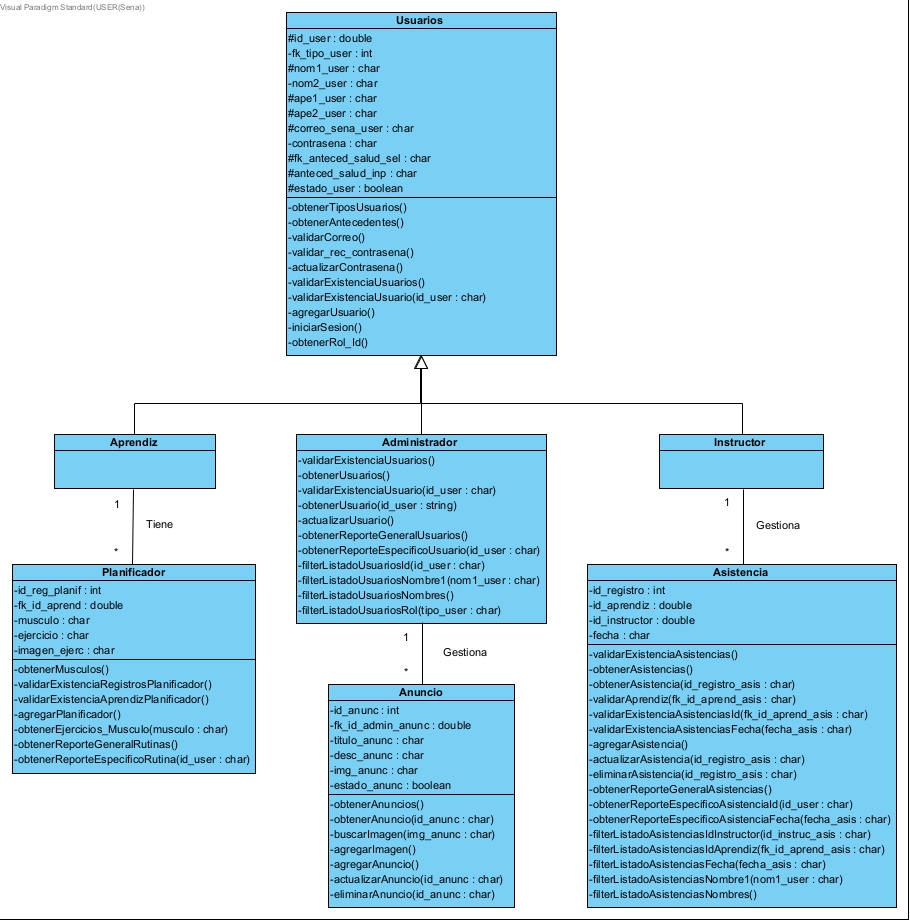 Visual Paradigm Standard(USER(Sena))
Usuarios
#id_user : double
-fk_tipo_user : int
#nom1_user : char
-nom2_user : char
#ape1_user : char
#ape2_user : char
#correo_sena_user : char
-contrasena : char
#fk_anteced_salud_sel : char
#anteced_salud_inp : char
#estado_user : boolean
-obtenerTiposUsuarios()
-obtenerAntecedentes()
-validarCorreo()
-validar_rec_contrasena()
-actualizarContrasena()
-validarExistenciaUsuarios()
-validarExistenciaUsuario(id_user : char)
-agregarUsuario()
-iniciarSesion()
-obtenerRol_Id()
Aprendiz
1
Tiene
*
Planificador
-id_reg_planif : int
-fk_id_aprend : double
-musculo : char
-ejercicio : char
-imagen_ejerc : char
-obtenerMusculos()
-validarExistenciaRegistrosPlanificador()
-validarExistenciaAprendizPlanificador()
-agregarPlanificador()
-obtenerEjercicios_Musculo(musculo : char)
-obtenerReporteGeneralRutinas()
-obtenerReporteEspecificoRutina(id_user : char)
Administrador
-validarExistenciaUsuarios()
-obtenerUsuarios()
-validarExistenciaUsuario(id_user : char)
-obtenerUsuario(id_user : string)
-actualizarUsuario()
-obtenerReporteGeneralUsuarios()
-obtenerReporteEspecificoUsuario(id_user : char)
-filterListadoUsuariosId(id_user : char)
-filterListadoUsuariosNombre1(nom1_user : char)
-filterListadoUsuariosNombres()
-filterListadoUsuariosRol(tipo_user : char)
1
Gestiona
*
Anuncio
-id_anunc : int
-fk_id_admin_anunc : double
-titulo_anunc : char
-desc_anunc : char
-img_anunc : char
-estado_anunc : boolean
-obtenerAnuncios()
-obtenerAnuncio(id_anunc : char)
-buscarImagen(img_anunc : char)
-agregarImagen()
-agregarAnuncio()
-actualizarAnuncio(id_anunc : char)
-eliminarAnuncio(id_anunc : char)
Instructor
1
Gestiona
*
Asistencia
-id_registro : int
-id_aprendiz : double
-id_instructor : double
-fecha : char
-validarExistenciaAsistencias()
-obtenerAsistencias()
-obtenerAsistencia(id_registro_asis : char)
-validarAprendiz(fk_id_aprend_asis : char)
-validarExistenciaAsistenciasId(fk_id_aprend_asis : char)
-validarExistenciaAsistenciasFecha(fecha_asis : char)
-agregarAsistencia()
-actualizarAsistencia(id_registro_asis : char)
-eliminarAsistencia(id_registro_asis : char)
-obtenerReporteGeneralAsistencias()
-obtenerReporteEspecificoAsistenciaId(id_user : char)
-obtenerReporteEspecificoAsistenciaFecha(fecha_asis : char)
-filterListadoAsistenciasIdInstructor(id_instruc_asis : char)
-filterListadoAsistenciasIdAprendiz(fk_id_aprend_asis : char)
-filterListadoAsistenciasFecha(fecha_asis : char)
-filterListadoAsistenciasNombre1(nom1_user : char)
-filterListadoAsistenciasNombres()